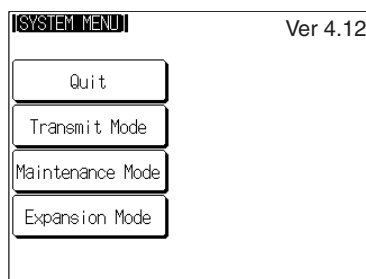 [SYSTEM MENU]
Ver 4.12
Quit
Transmit Mode
Maintenance Mode
Expansion Mode